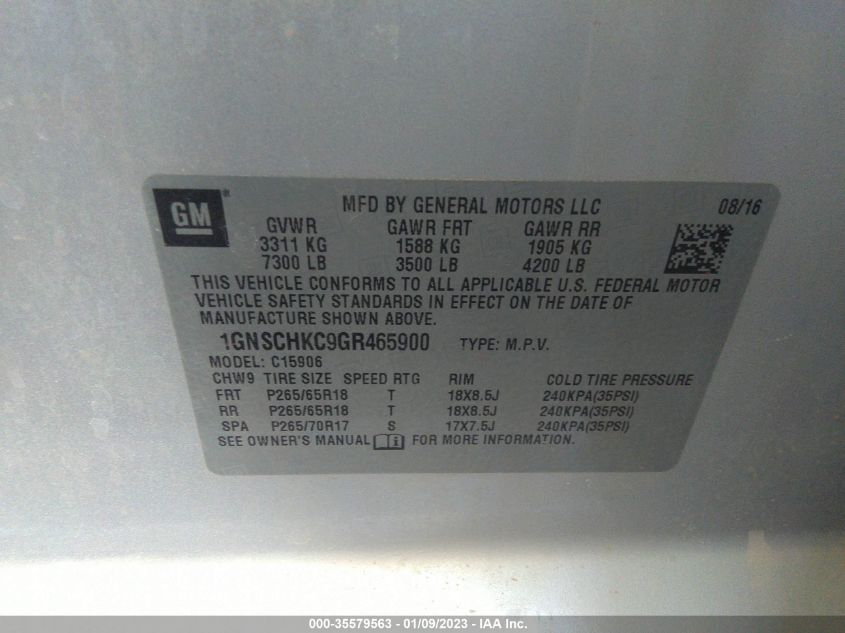 GM®
MFD BY GENERAL MOTORS LLC 08/16
GVWR GAWR FRT GAWR RR
3311 KG 1588 KG 1905 KG
7300 LB 3500 LB 4200 LB
THIS VEHICLE CONFORMS TO ALL APPLICABLE U.S. FEDERAL MOTOR
VEHICLE SAFETY STANDARDS IN EFFECT ON THE DATE OF
MANUFACTURE SHOWN ABOVE.
1GNSCHKC9GR465900 TYPE: M.P.V.
MODEL: C15906
CHW9 TIRE SIZE SPEED RTG RIM COLD TIRE PRESSURE
FRT P265/65R18 T 18X8.5J 240KPA(35PSI)
RR P265/65R18 T 18X8.5J 240KPA(35PSI)
SPA P265/70R17 S 17X7.5J 240KPA(35PSI)
SEE OWNER'S MANUAL i FOR MORE INFORMATION.
000-35579563 - 01/09/2023 - IAA Inc.